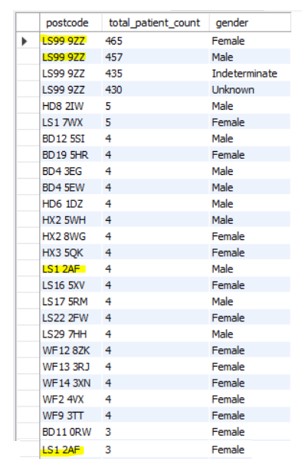 postcode total_patient_count gender
LS99 9ZZ 465 Female
LS99 9ZZ 457 Male
LS99 9ZZ 435 Indeterminate
LS99 9ZZ 430 Unknown
HD8 2IW 5 Male
LS1 7WX 5 Female
BD12 5SI 4 Male
BD19 5HR 4 Female
BD4 3EG 4 Male
BD4 5EW 4 Male
HD6 1DZ 4 Male
HX2 5WH 4 Male
HX2 8WG 4 Female
HX3 5QK 4 Female
LS1 2AF 4 Male
LS16 5XV 4 Female
LS17 5RM 4 Male
LS22 2FW 4 Female
LS29 7HH 4 Male
WF12 8ZK 4 Female
WF13 3RJ 4 Female
WF14 3XN 4 Female
WF2 4VX 4 Female
WF9 3TT 4 Female
BD11 0RW 3 Female
LS1 2AF 3 Female